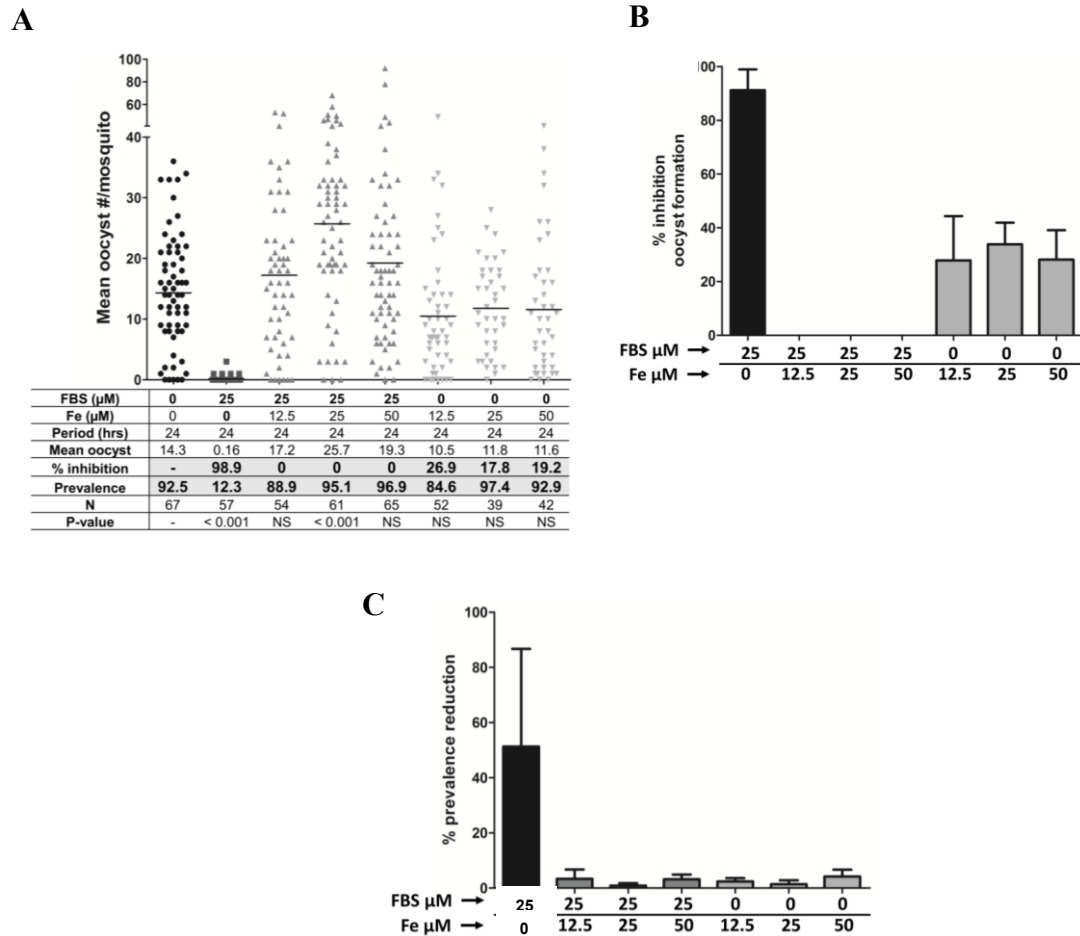 A
100
80
60
40
30
20
10
0
Mean oocyst #/mosquito
FBS (µM) 0 25 25 25 25 0 0 0
Fe (µM) 0 0 12.5 25 50 12.5 25 50
Period (hrs) 24 24 24 24 24 24 24 24
Mean oocyst 14.3 0.16 17.2 25.7 19.3 10.5 11.8 11.6
% inhibition - 98.9 0 0 0 26.9 17.8 19.2
Prevalence 92.5 12.3 88.9 95.1 96.9 84.6 97.4 92.9
N 67 57 54 61 65 52 39 42
P-value - < 0.001 NS < 0.001 NS NS NS NS
B
100
80
60
40
20
0
% inhibition
oocyst formation
FBS µM → 25 25 25 25 0 0 0
Fe µM → 0 12.5 25 50 12.5 25 50
C
100
80
60
40
20
0
% prevalence reduction
FBS µM → 25 25 25 25 0 0 0
Fe µM → 0 12.5 25 50 12.5 25 50